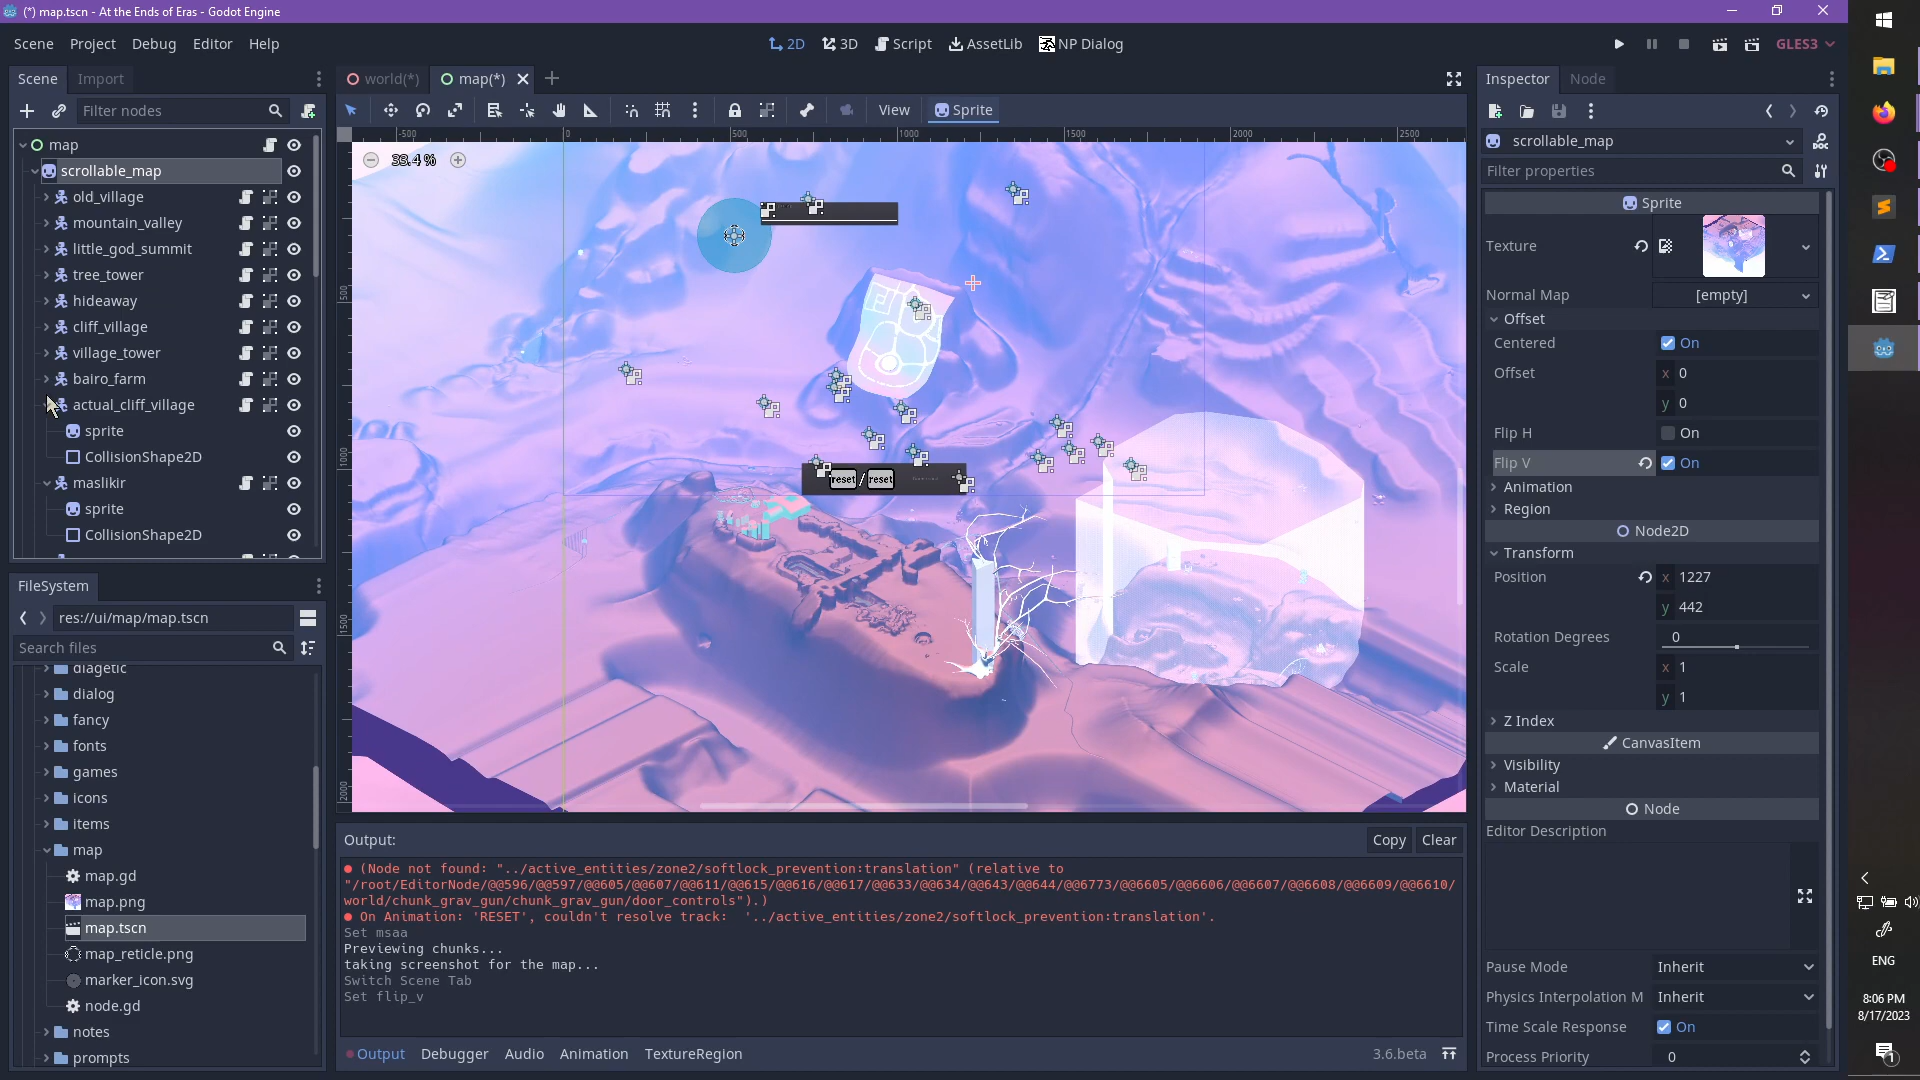 (*) map.tscn - At the Ends of Eras - Godot Engine
Scene Project Debug Editor Help
2D 3D Script AssetLib NP Dialog
GLES3
Scene Import
world(*) map(*)
Inspector Node
Filter nodes
View Sprite
map
scrollable_map
old_village
mountain_valley
little_god_summit
tree_tower
hideaway
cliff_village
village_tower
bairo_farm
actual_cliff_village
sprite
CollisionShape2D
maslikir
sprite
CollisionShape2D
FileSystem
res://ui/map/map.tscn
Search files
diagetic
dialog
fancy
fonts
games
icons
items
map
map.gd
map.png
map.tscn
map_reticle.png
marker_icon.svg
node.gd
notes
prompts
-500 0 500 1000 1500 2000 2500
33.4 %
500
1000
1500
2000
reset / reset
Output:
Copy Clear
(Node not found: "../active_entities/zone2/softlock_prevention:translation" (relative to
"/root/EditorNode/@@596/@@597/@@605/@@607/@@611/@@615/@@616/@@617/@@633/@@634/@@643/@@644/@@6773/@@6605/@@6606/@@6607/@@6608/@@6609/@@6610/
world/chunk_grav_gun/chunk_grav_gun/door_controls").)
On Animation: 'RESET', couldn't resolve track:  '../active_entities/zone2/softlock_prevention:translation'.
Set msaa
Previewing chunks...
taking screenshot for the map...
Switch Scene Tab
Set flip_v
Output Debugger Audio Animation TextureRegion
3.6.beta
scrollable_map
Filter properties
Sprite
Texture
Normal Map [empty]
Offset
Centered On
Offset x 0
y 0
Flip H On
Flip V On
Animation
Region
Node2D
Transform
Position x 1227
y 442
Rotation Degrees 0
Scale x 1
y 1
Z Index
CanvasItem
Visibility
Material
Node
Editor Description
Pause Mode Inherit
Physics Interpolation M Inherit
Time Scale Response On
Process Priority 0
ENG
8:06 PM
8/17/2023
1